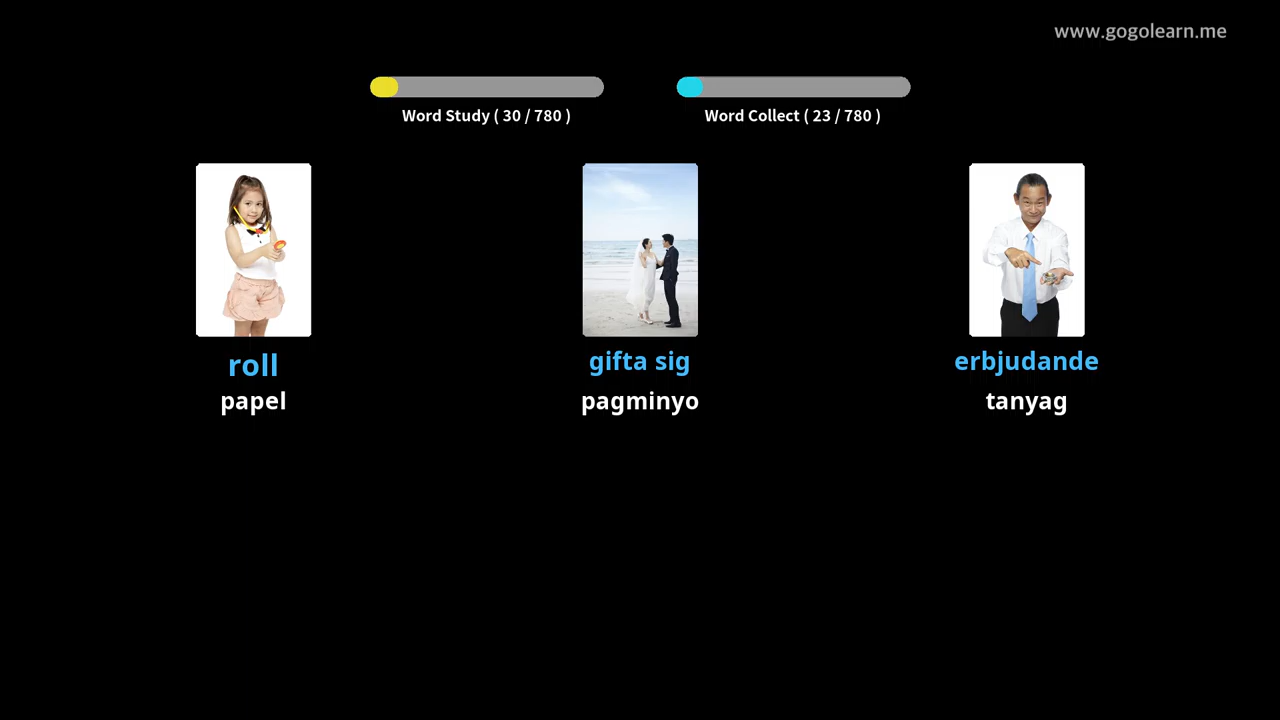 www.gogolearn.me
Word Study ( 30 / 780 )
Word Collect ( 23 / 780 )
roll
papel
gifta sig
pagminyo
erbjudande
tanyag